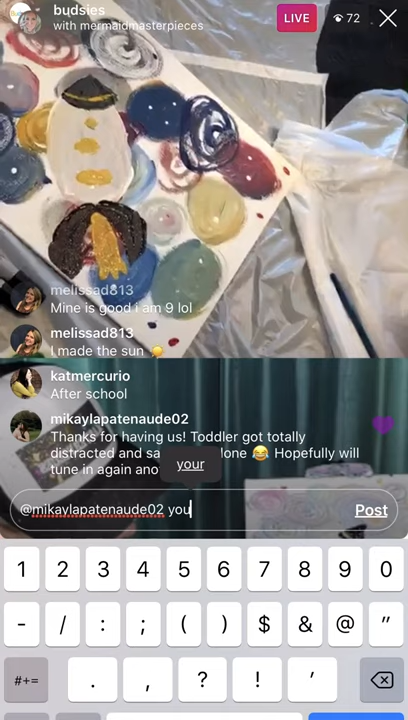 budsies
LIVE
72
with mermaidmasterpieces
melissad813
Mine is good i am 9 lol
melissad813
I made the sun
katmercurio
After school
mikaylapatenaude02
Thanks for having us! Toddler got totally
distracted and sa lone 😂 Hopefully will
tune in again ano
your
@mikaylapatenaude02 you
Post
1 2 3 4 5 6 7 8 9 0
- / : ; ( ) $ & @ "
#+= . , ? ! '